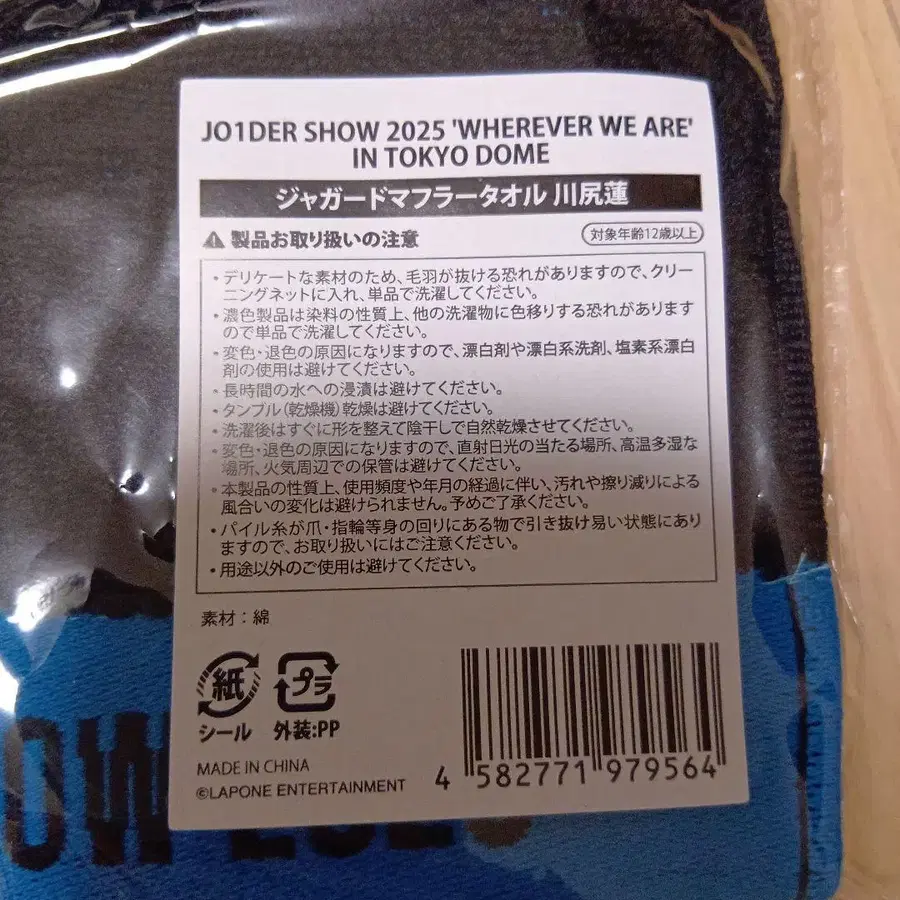 JO1DER SHOW 2025 'WHEREVER WE ARE'
IN TOKYO DOME
ジャガードマフラータオル 川尻蓮
製品お取り扱いの注意
対象年齢12歳以上
・デリケートな素材のため、毛羽が抜ける恐れがありますので、クリー
ニングネットに入れ、単品で洗濯してください。
・濃色製品は染料の性質上、他の洗濯物に色移りする恐れがあります
ので単品で洗濯してください。
・変色・退色の原因になりますので、漂白剤や漂白系洗剤、塩素系漂白
剤の使用は避けてください。
・長時間の水への浸漬は避けてください。
・タンブル(乾燥機)乾燥は避けてください。
・洗濯後はすぐに形を整えて陰干しで自然乾燥させてください。
・変色・退色の原因になりますので、直射日光の当たる場所、高温多湿な
場所、火気周辺での保管は避けてください。
・本製品の性質上、使用頻度や年月の経過に伴い、汚れや擦り減りによる
風合いの変化は避けられません。予めご了承ください。
・パイル糸が爪・指輪等身の回りにある物で引き抜け易い状態にあり
ますので、お取り扱いにはご注意ください。
・用途以外のご使用は避けてください。
素材：綿
紙 プラ
シール 外装:PP
MADE IN CHINA
©LAPONE ENTERTAINMENT
4 582771 979564
OW